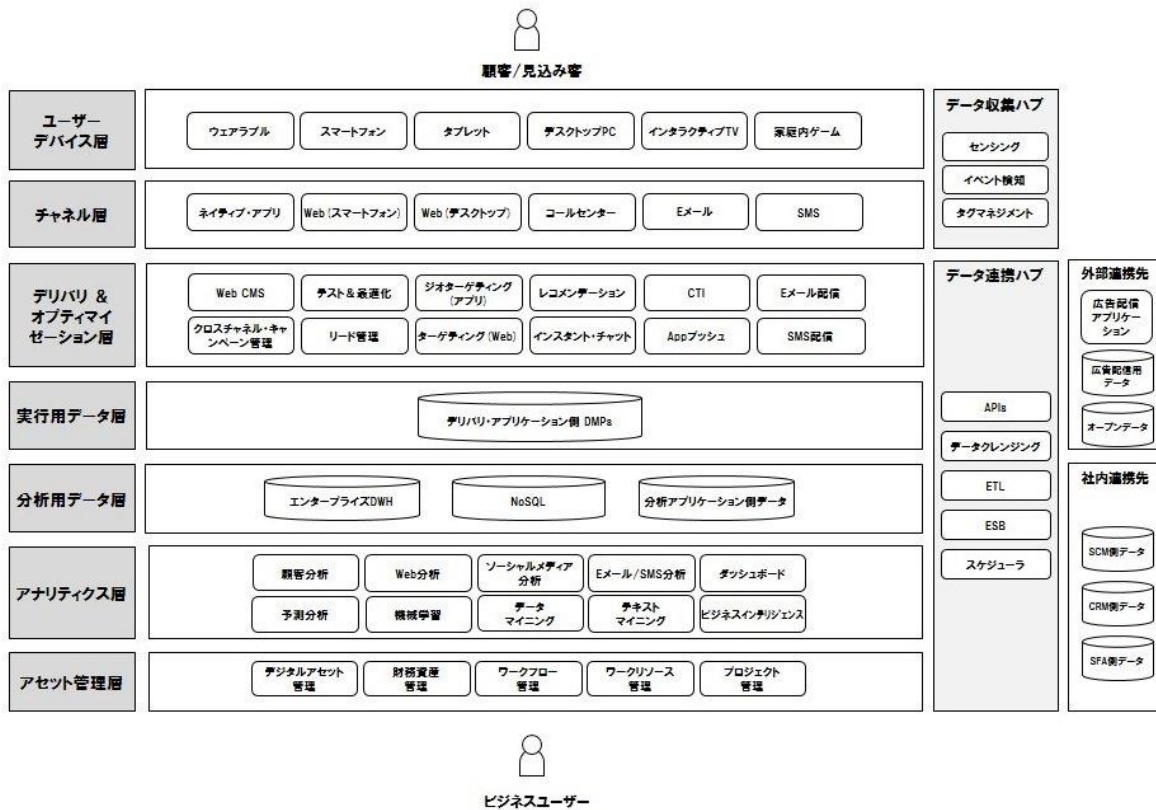 顧客/見込み客
ユーザー
デバイス層
ウェアラブル
スマートフォン
タブレット
デスクトップPC
インタラクティブTV
家庭内ゲーム
データ収集ハブ
センシング
イベント検知
タグマネジメント
チャネル層
ネイティブ・アプリ
Web(スマートフォン)
Web(デスクトップ)
コールセンター
Eメール
SMS
デリバリ &
オプティマイ
ゼーション層
Web CMS
テスト&最適化
ジオターゲティング
(アプリ)
レコメンデーション
CTI
Eメール配信
クロスチャネル・キャ
ンペーン管理
リード管理
ターゲティング(Web)
インスタント・チャット
Appプッシュ
SMS配信
データ連携ハブ
APIs
データクレンジング
ETL
ESB
スケジューラ
外部連携先
広告配信
アプリケー
ション
広告配信用
データ
オープンデータ
実行用データ層
デリバリ・アプリケーション側 DMPs
分析用データ層
エンタープライズDWH
NoSQL
分析アプリケーション側データ
社内連携先
SCM側データ
CRM側データ
SFA側データ
アナリティクス層
顧客分析
Web分析
ソーシャルメディア
分析
Eメール/SMS分析
ダッシュボード
予測分析
機械学習
データ
マイニング
テキスト
マイニング
ビジネスインテリジェンス
アセット管理層
デジタルアセット
管理
財務資産
管理
ワークフロー
管理
ワークリソース
管理
プロジェクト
管理
ビジネスユーザー